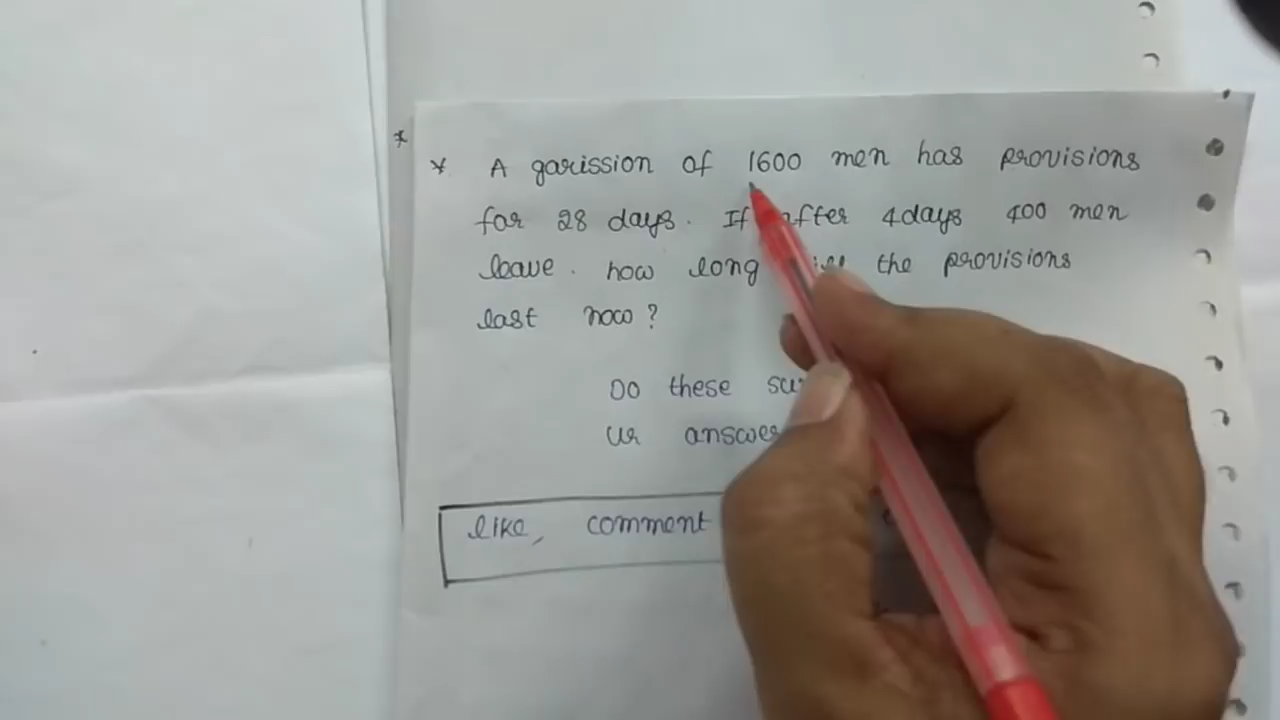 * A garission of 1600 men has provisions
for 28 days. If after 4days 400 men
leave. how long the provisions
last now?
Do these
ur answer
like, comment